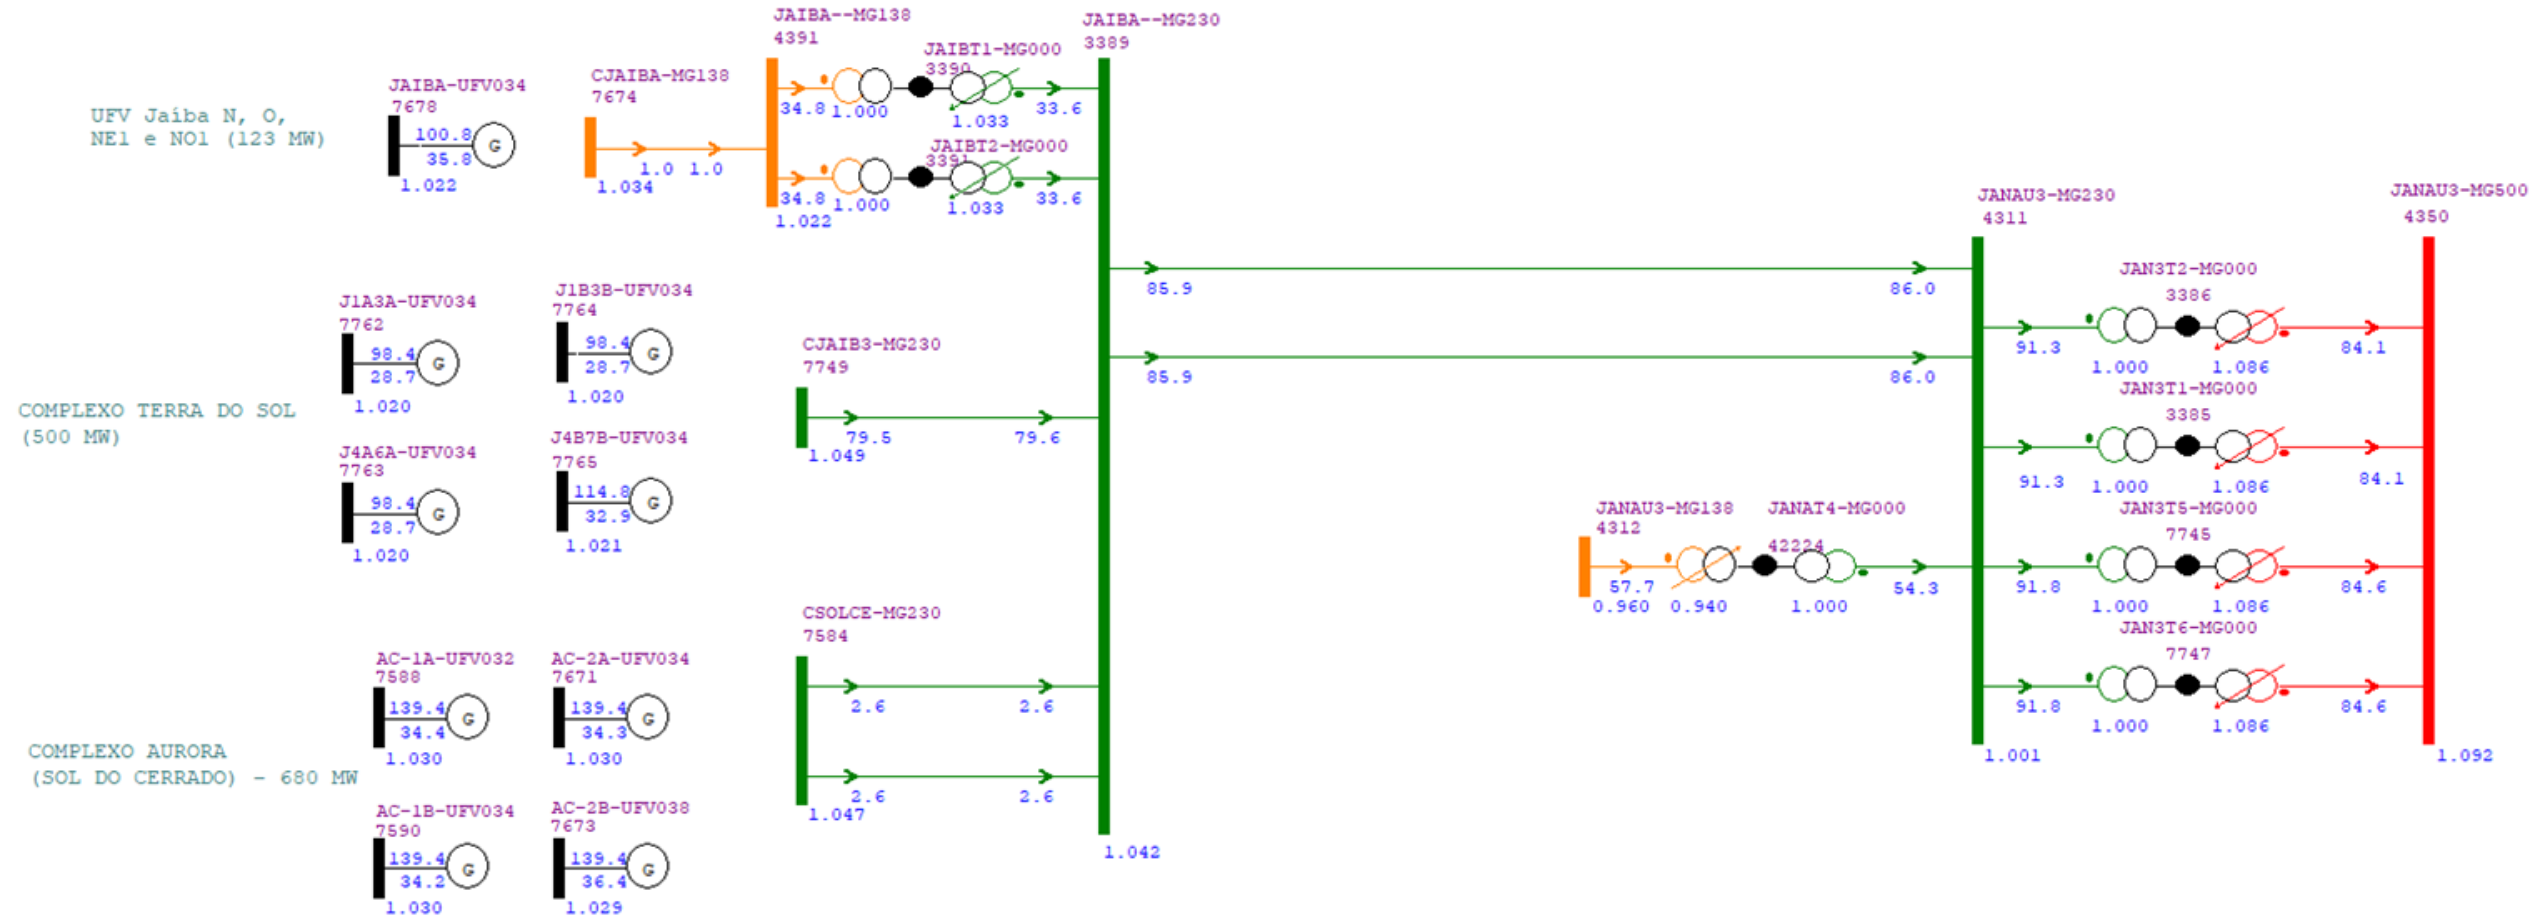 UFV Jaíba N, O,
NE1 e NO1 (123 MW)
JAIBA-UFV034
7678
100.8
G
35.8
1.022
CJAIBA-MG138
7674
1.0 1.0
1.034
JAIBA--MG138
4391
34.8
1.000
JAIBT1-MG000
3390
1.033
33.6
34.8
1.000
JAIBT2-MG000
3391
1.033
33.6
1.022
JAIBA--MG230
3389
85.9
86.0
85.9
86.0
COMPLEXO TERRA DO SOL
(500 MW)
J1A3A-UFV034
7762
98.4
G
28.7
1.020
J1B3B-UFV034
7764
98.4
G
28.7
1.020
J4A6A-UFV034
7763
98.4
G
28.7
1.020
J4B7B-UFV034
7765
114.8
G
32.9
1.021
CJAIB3-MG230
7749
79.5
79.6
1.049
COMPLEXO AURORA
(SOL DO CERRADO) - 680 MW
AC-1A-UFV032
7588
139.4
G
34.4
1.030
AC-2A-UFV034
7671
139.4
G
34.3
1.030
AC-1B-UFV034
7590
139.4
G
34.2
1.030
AC-2B-UFV038
7673
139.4
G
36.4
1.029
CSOLCE-MG230
7584
2.6
2.6
2.6
2.6
1.047
1.042
JANAU3-MG138
4312
57.7
0.960
0.940
JANAT4-MG000
42224
1.000
54.3
JANAU3-MG230
4311
JANAU3-MG500
4350
JAN3T2-MG000
3386
91.3
1.000
1.086
84.1
JAN3T1-MG000
3385
91.3
1.000
1.086
84.1
JAN3T5-MG000
7745
91.8
1.000
1.086
84.6
JAN3T6-MG000
7747
91.8
1.000
1.086
84.6
1.001
1.092